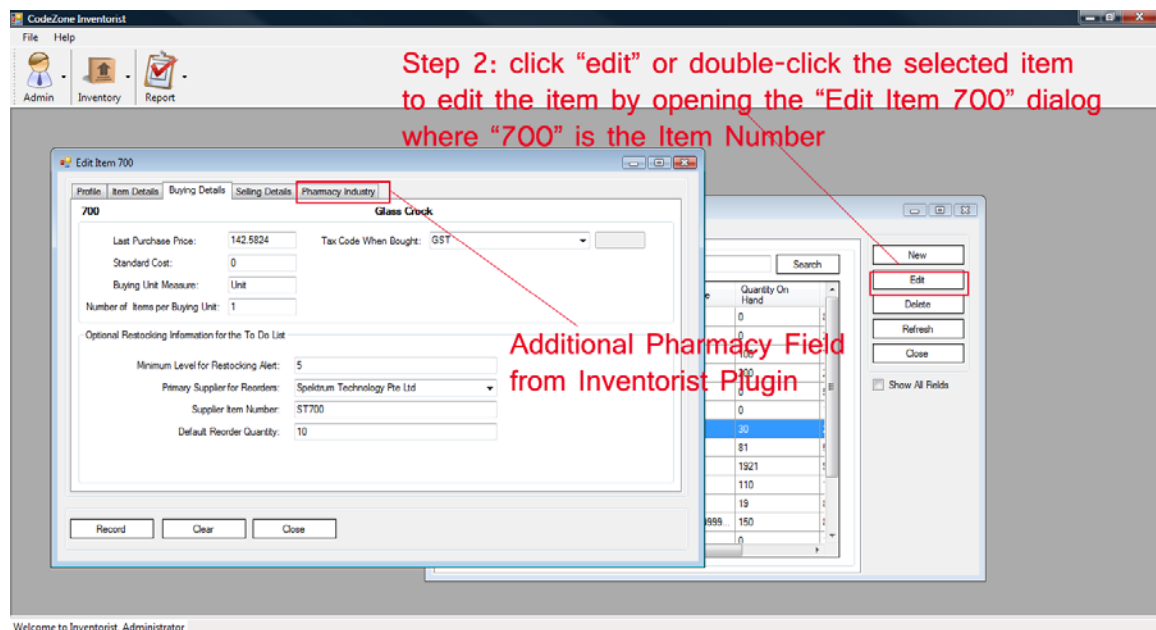 CodeZone Inventorist
File Help
Admin Inventory Report
Step 2: click “edit” or double-click the selected item
to edit the item by opening the “Edit Item 700” dialog
where “700” is the Item Number
Edit Item 700
Profile Item Details Buying Details Selling Details Pharmacy Industry
700 Glass Crock
Last Purchase Price: 142.5824 Tax Code When Bought: GST
Standard Cost: 0
Buying Unit Measure: Unit
Number of Items per Buying Unit: 1
Optional Restocking Information for the To Do List
Minimum Level for Restocking Alert: 5
Primary Supplier for Reorders: Spektrum Technology Pte Ltd
Supplier Item Number: ST700
Default Reorder Quantity: 10
Record Clear Close
Additional Pharmacy Field
from Inventorist Plugin
Search
Quantity On
Hand
0
0
100
200
0
0
30
81
1921
110
19
9999... 150
0
New
Edit
Delete
Refresh
Close
Show All Fields
Welcome to Inventorist, Administrator